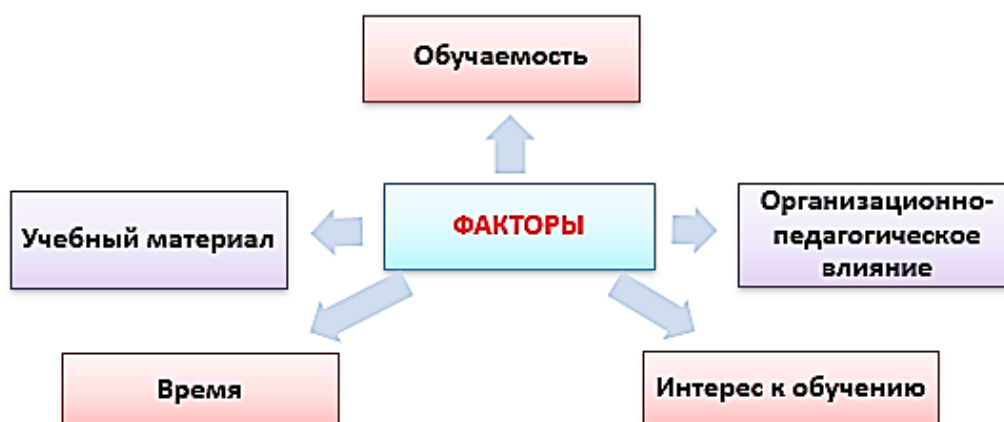 Обучаемость
Учебный материал
ФАКТОРЫ
Организационно-
педагогическое
влияние
Время
Интерес к обучению